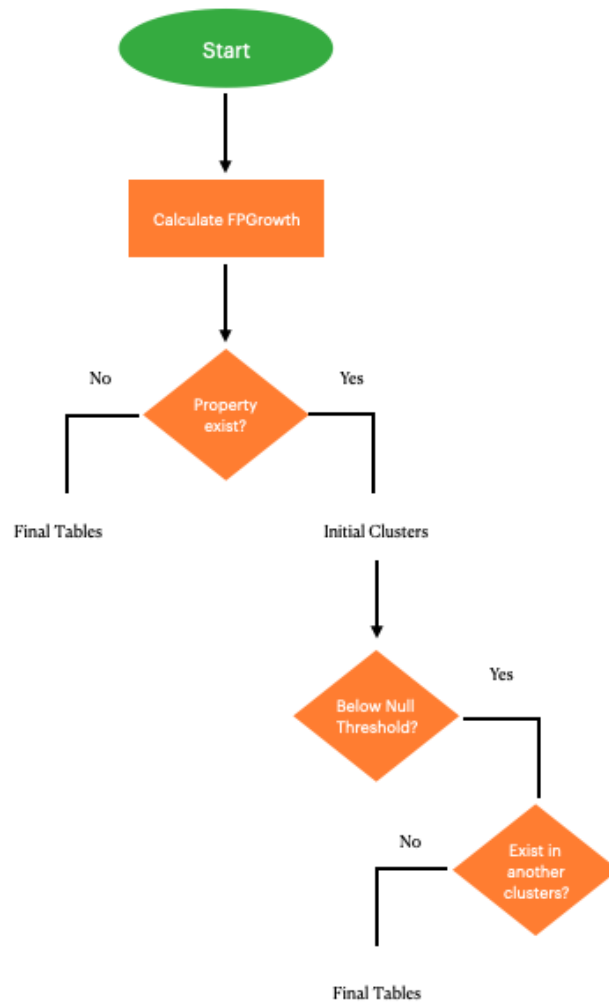 Start
Calculate FPGrowth
No
Yes
Property
exist?
Final Tables
Initial Clusters
Yes
Below Null
Threshold?
No
Exist in
another
clusters?
Final Tables